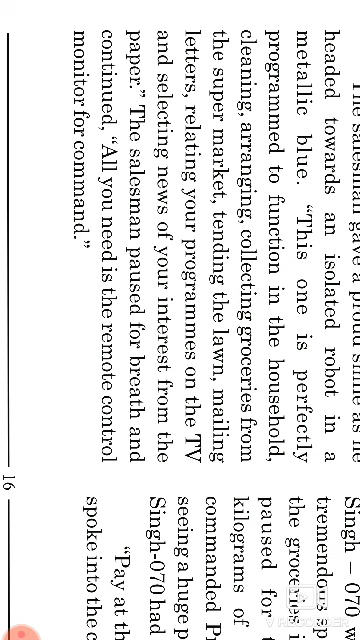 The salesman gave a proud smile as he
headed towards an isolated robot in a
metallic blue. “This one is perfectly
programmed to function in the household,
cleaning, arranging, collecting groceries from
the super market, tending the lawn, mailing
letters, relating your programmes on the TV
and selecting news of your interest from the
paper.” The salesman paused for breath and
continued, “All you need is the remote control
monitor for command.”
Singh – 070 w
tremendous sp
the groceries i
paused for t
kilograms of
commanded Pr
seeing a huge p
Singh-070 had
“Pay at th
spoke into the c
16
RECORDER